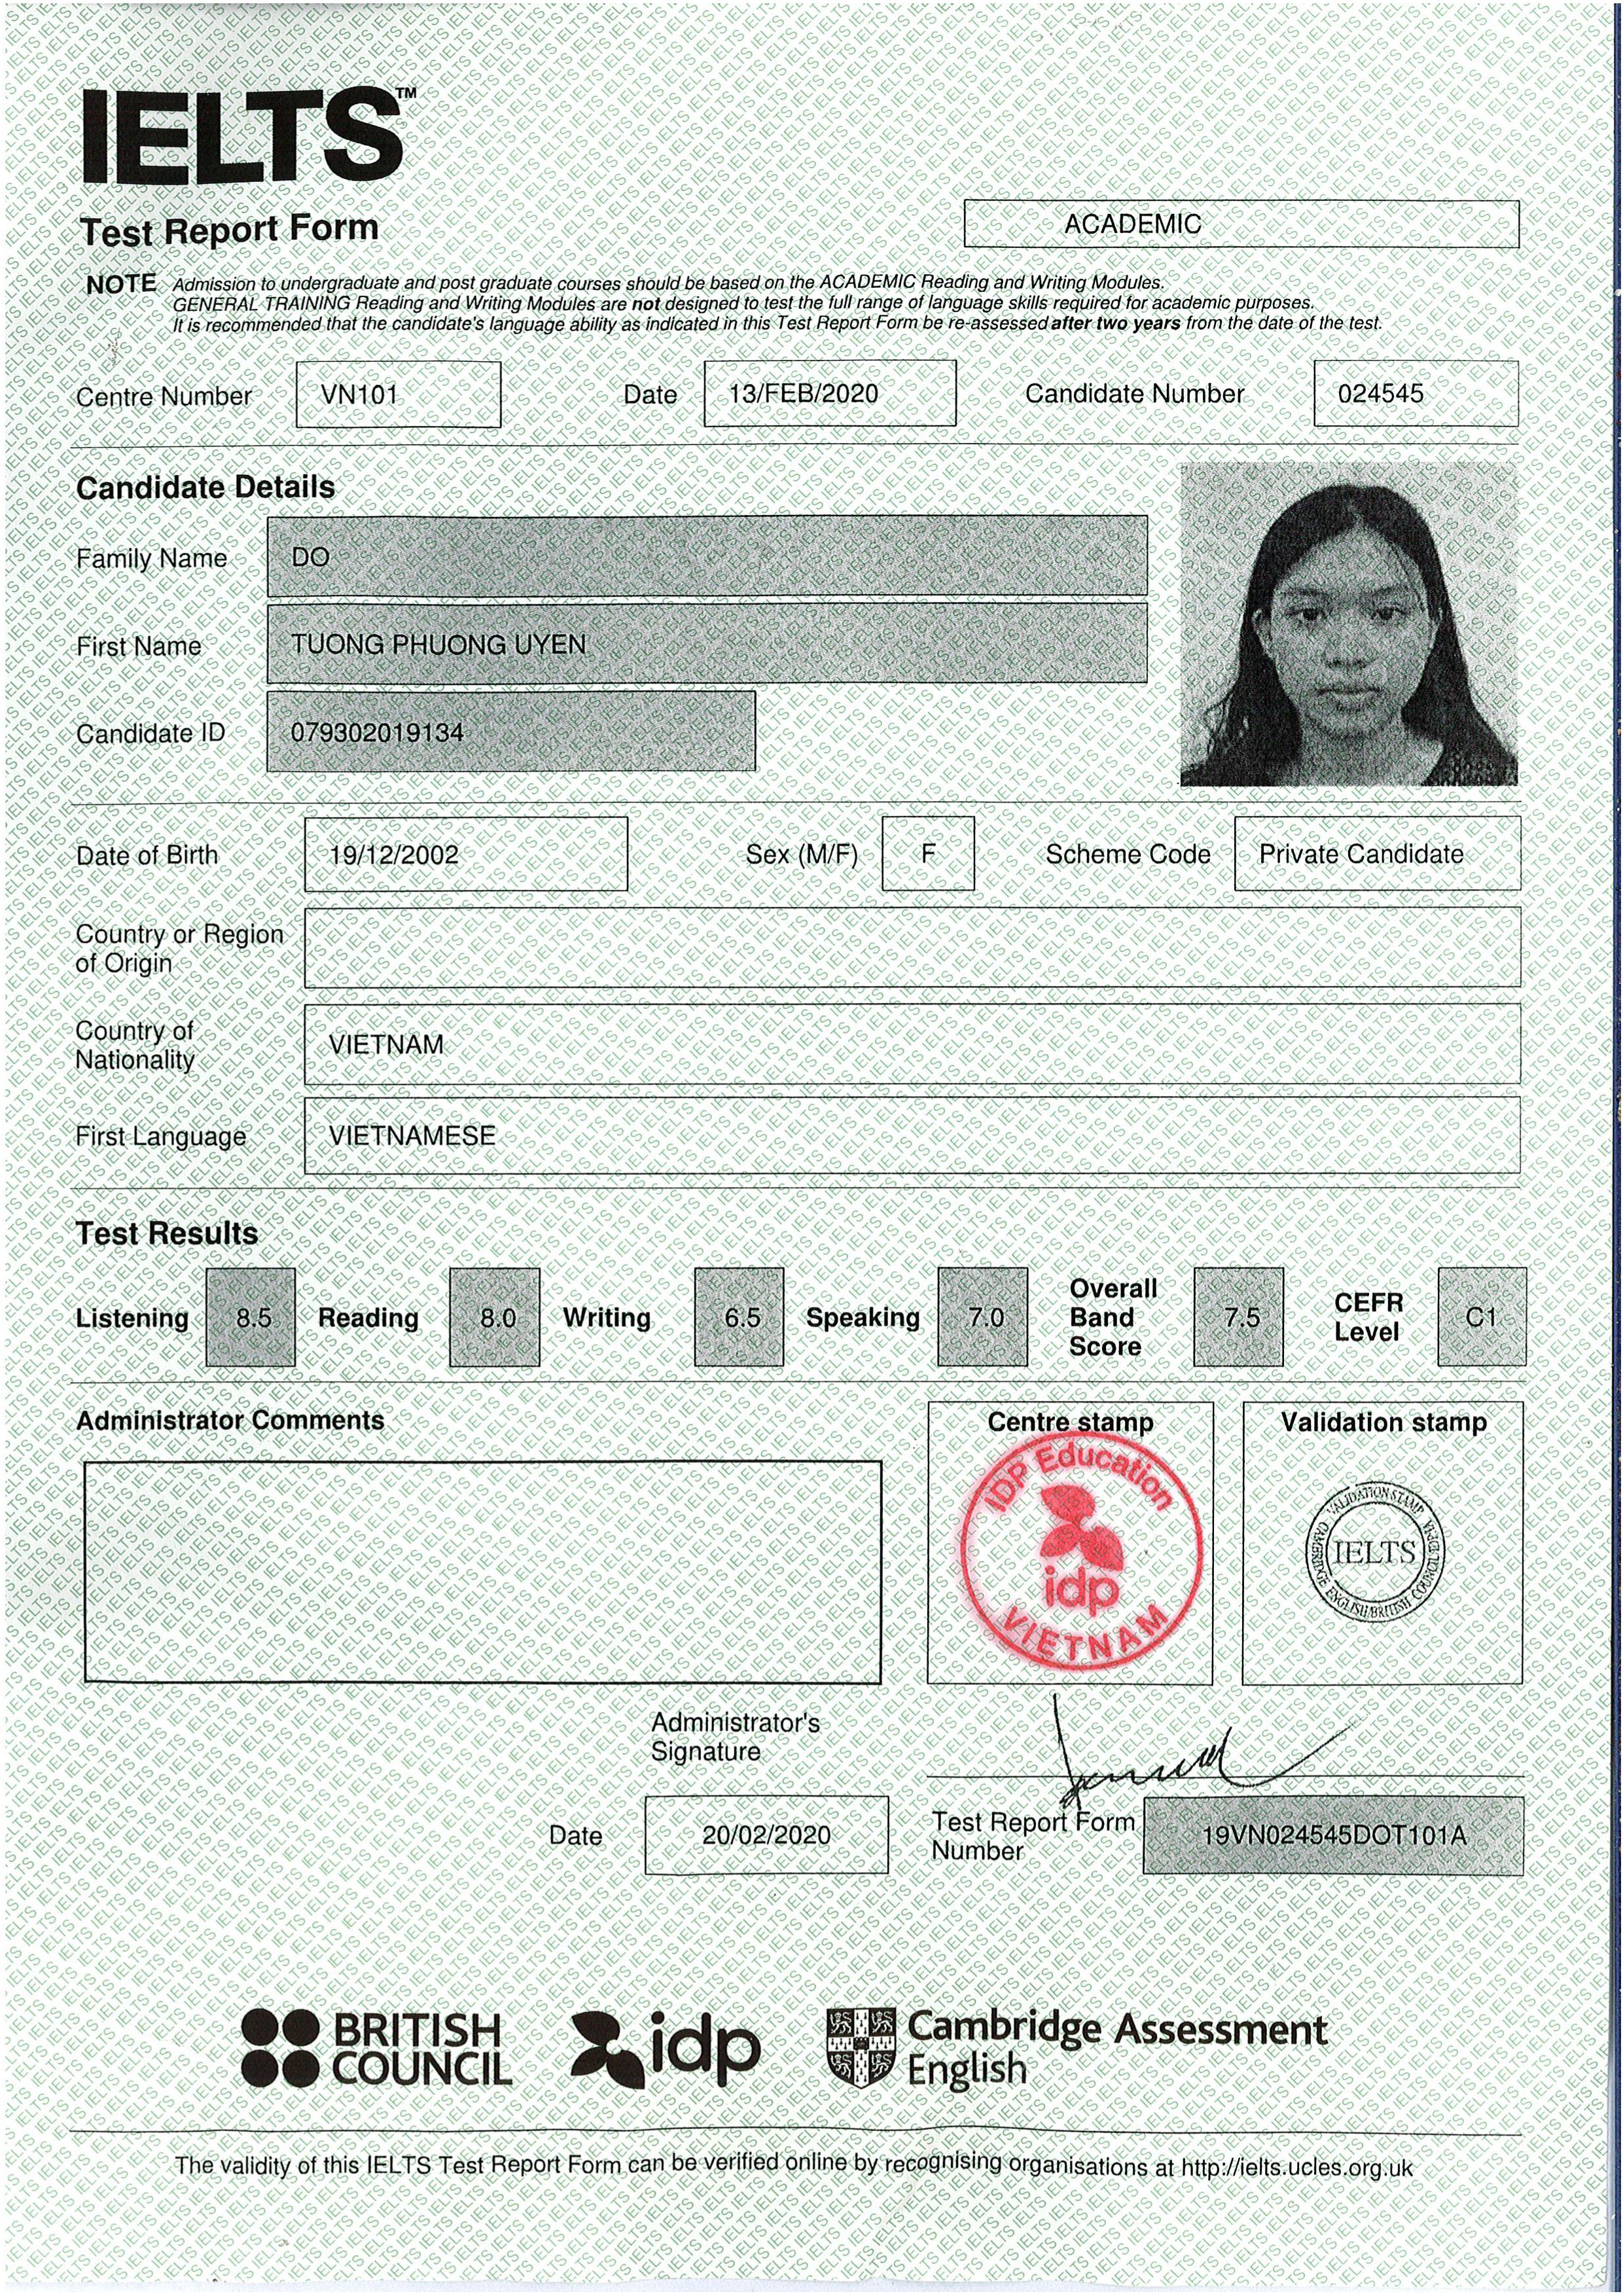 IELTS™
Test Report Form
ACADEMIC
NOTE Admission to undergraduate and post graduate courses should be based on the ACADEMIC Reading and Writing Modules.
GENERAL TRAINING Reading and Writing Modules are not designed to test the full range of language skills required for academic purposes.
It is recommended that the candidate's language ability as indicated in this Test Report Form be re-assessed after two years from the date of the test.
Centre Number VN101 Date 13/FEB/2020 Candidate Number 024545
Candidate Details
Family Name DO
First Name TUONG PHUONG UYEN
Candidate ID 079302019134
Date of Birth 19/12/2002 Sex (M/F) F Scheme Code Private Candidate
Country or Region
of Origin
Country of
Nationality VIETNAM
First Language VIETNAMESE
Test Results
Listening 8.5 Reading 8.0 Writing 6.5 Speaking 7.0 Overall Band Score 7.5 CEFR Level C1
Administrator Comments
Centre stamp
IDP Education
idp
VIETNAM
Validation stamp
VALIDATION STAMP
IELTS
CAMBRIDGE ENGLISH/BRITISH COUNCIL/IDP:IA
Administrator's
Signature
Date 20/02/2020
Test Report Form
Number 19VN024545DOT101A
BRITISH
COUNCIL
idp
Cambridge Assessment
English
The validity of this IELTS Test Report Form can be verified online by recognising organisations at http://ielts.ucles.org.uk